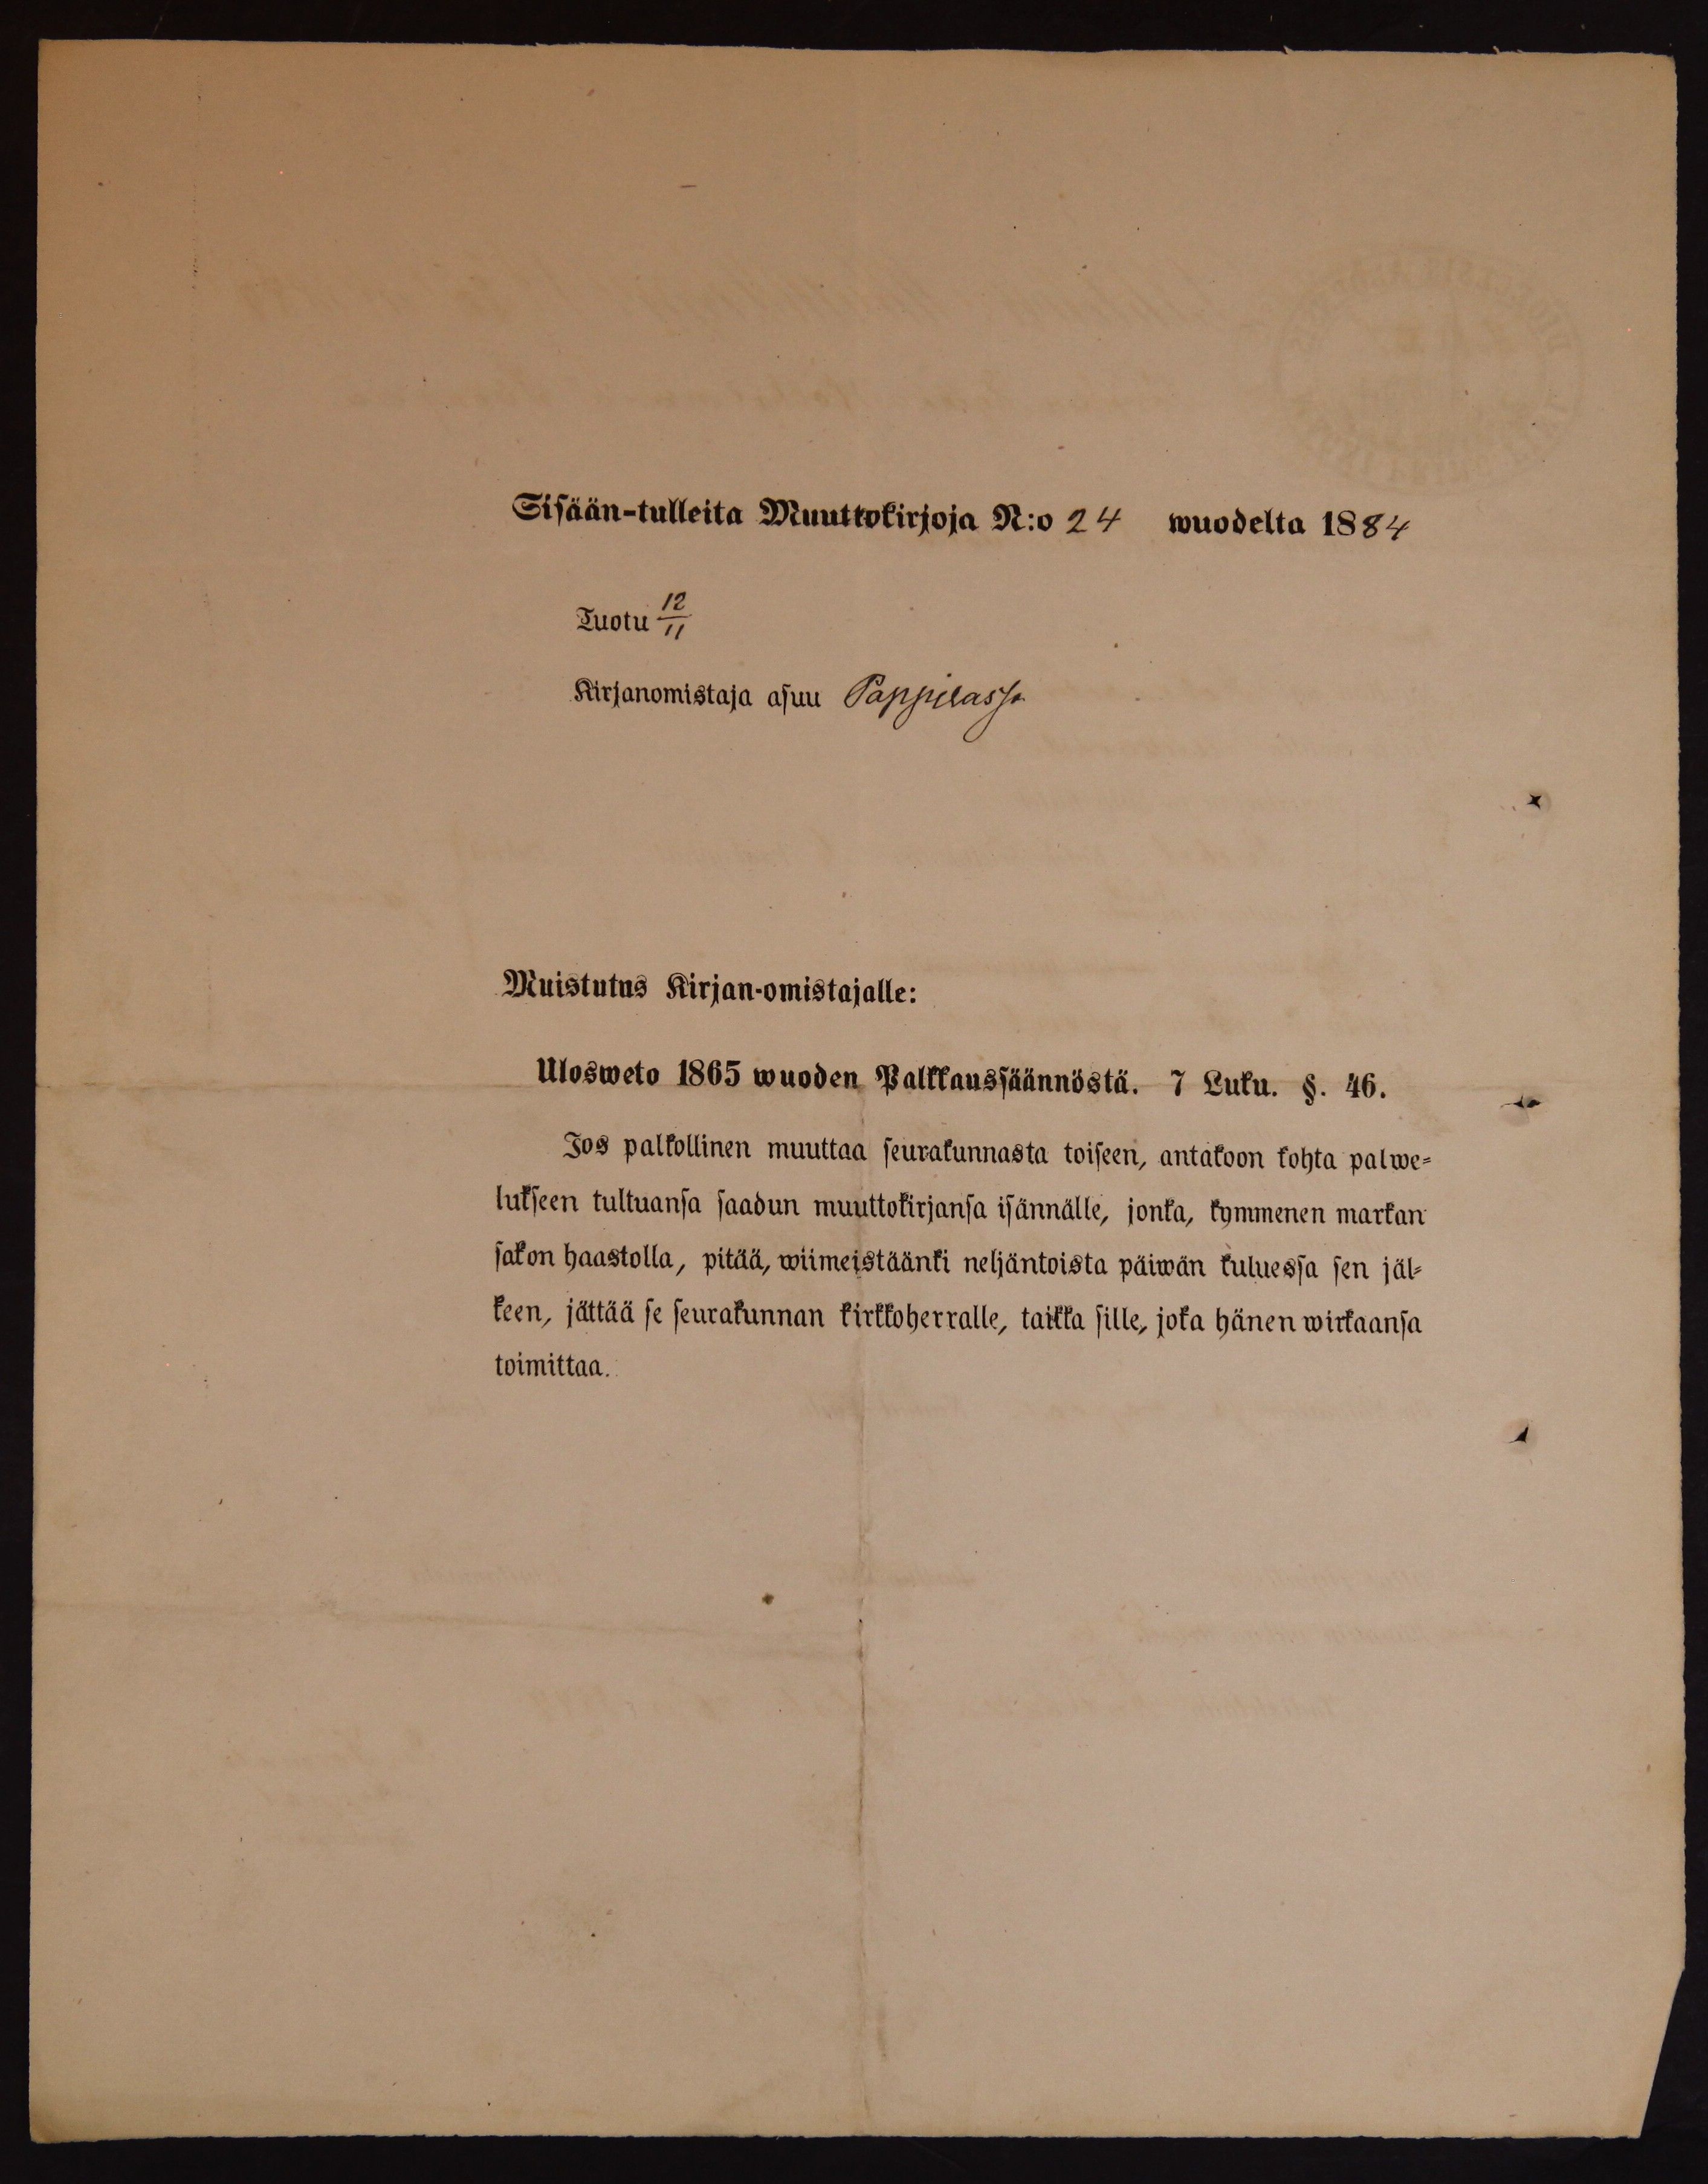 Sisään-tulleita Muuttokirjoja N:o 24 wuodelta 1884
Tuotu 12/11
Kirjanomistaja asuu Pappilassa
Muistutus Kirjan-omistajalle:
Ulosweto 1865 wuoden Palkkaussäännöstä. 7 Luku. §. 46.
Jos palkollinen muuttaa seurakunnasta toiseen, antakoon kohta palwe-
lukseen tultuansa saadun muuttokirjansa isännälle, jonka, kymmenen markan
sakon haastolla, pitää, wiimeistäänki neljäntoista päiwän kuluessa sen jäl-
keen, jättää se seurakunnan kirkkoherralle, taikka sille, joka hänen wirkaansa
toimittaa.